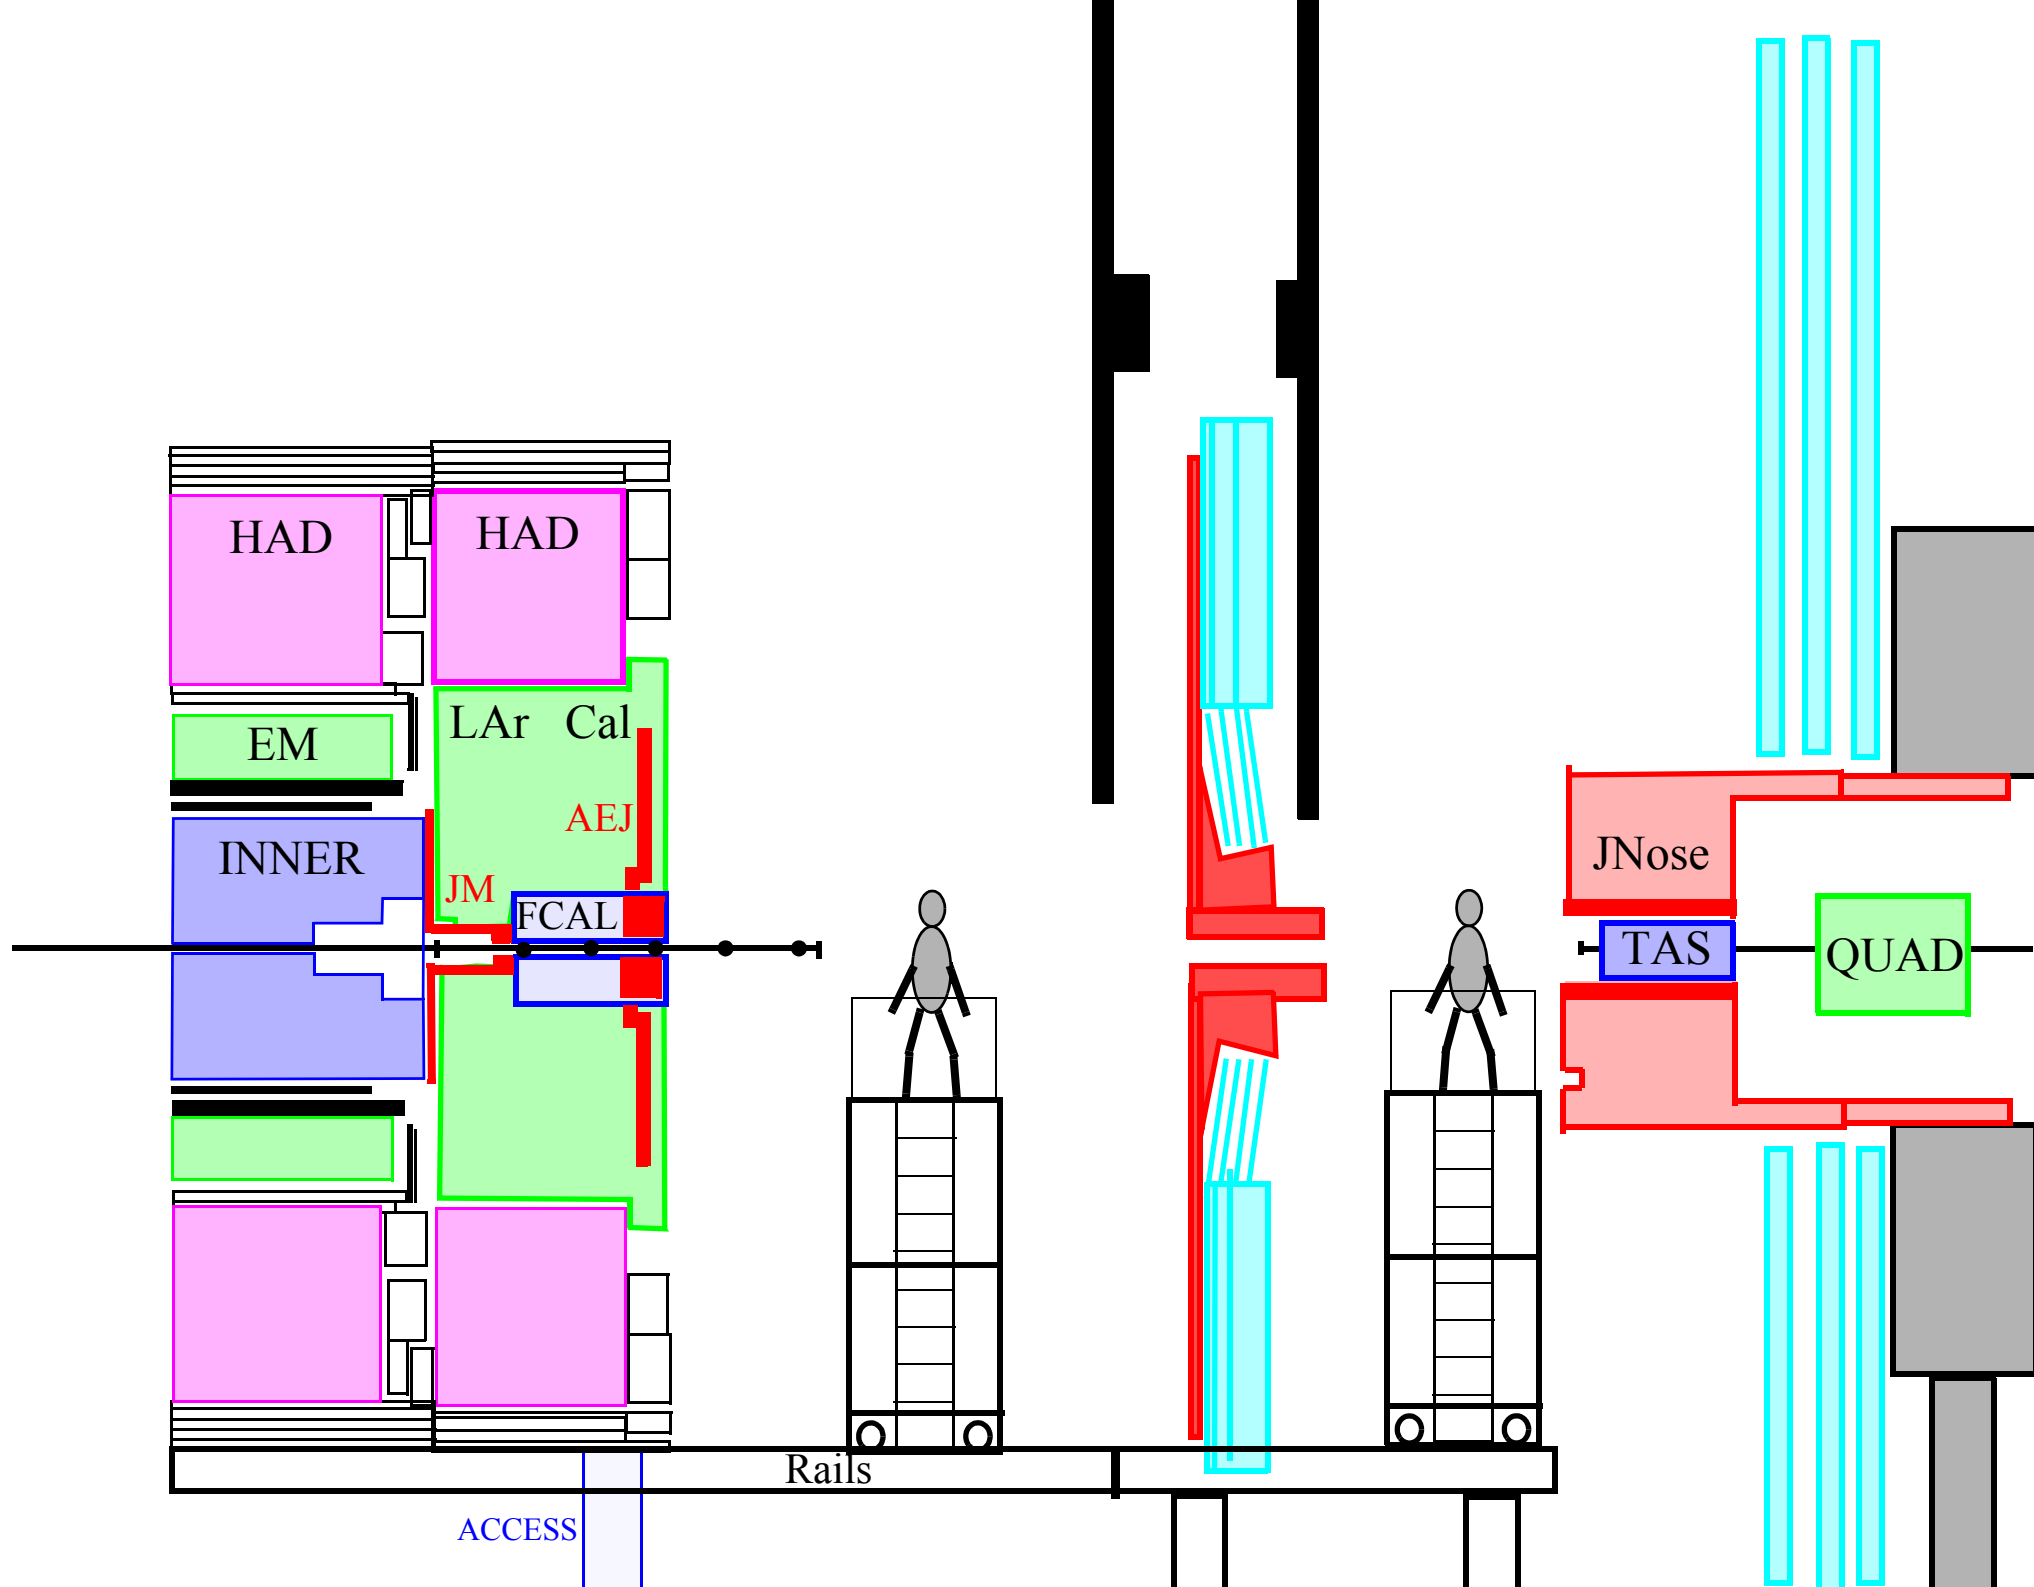 HAD
HAD
LAr Cal
EM
AEJ
INNER
JM
FCAL
JNose
TAS
QUAD
Rails
ACCESS